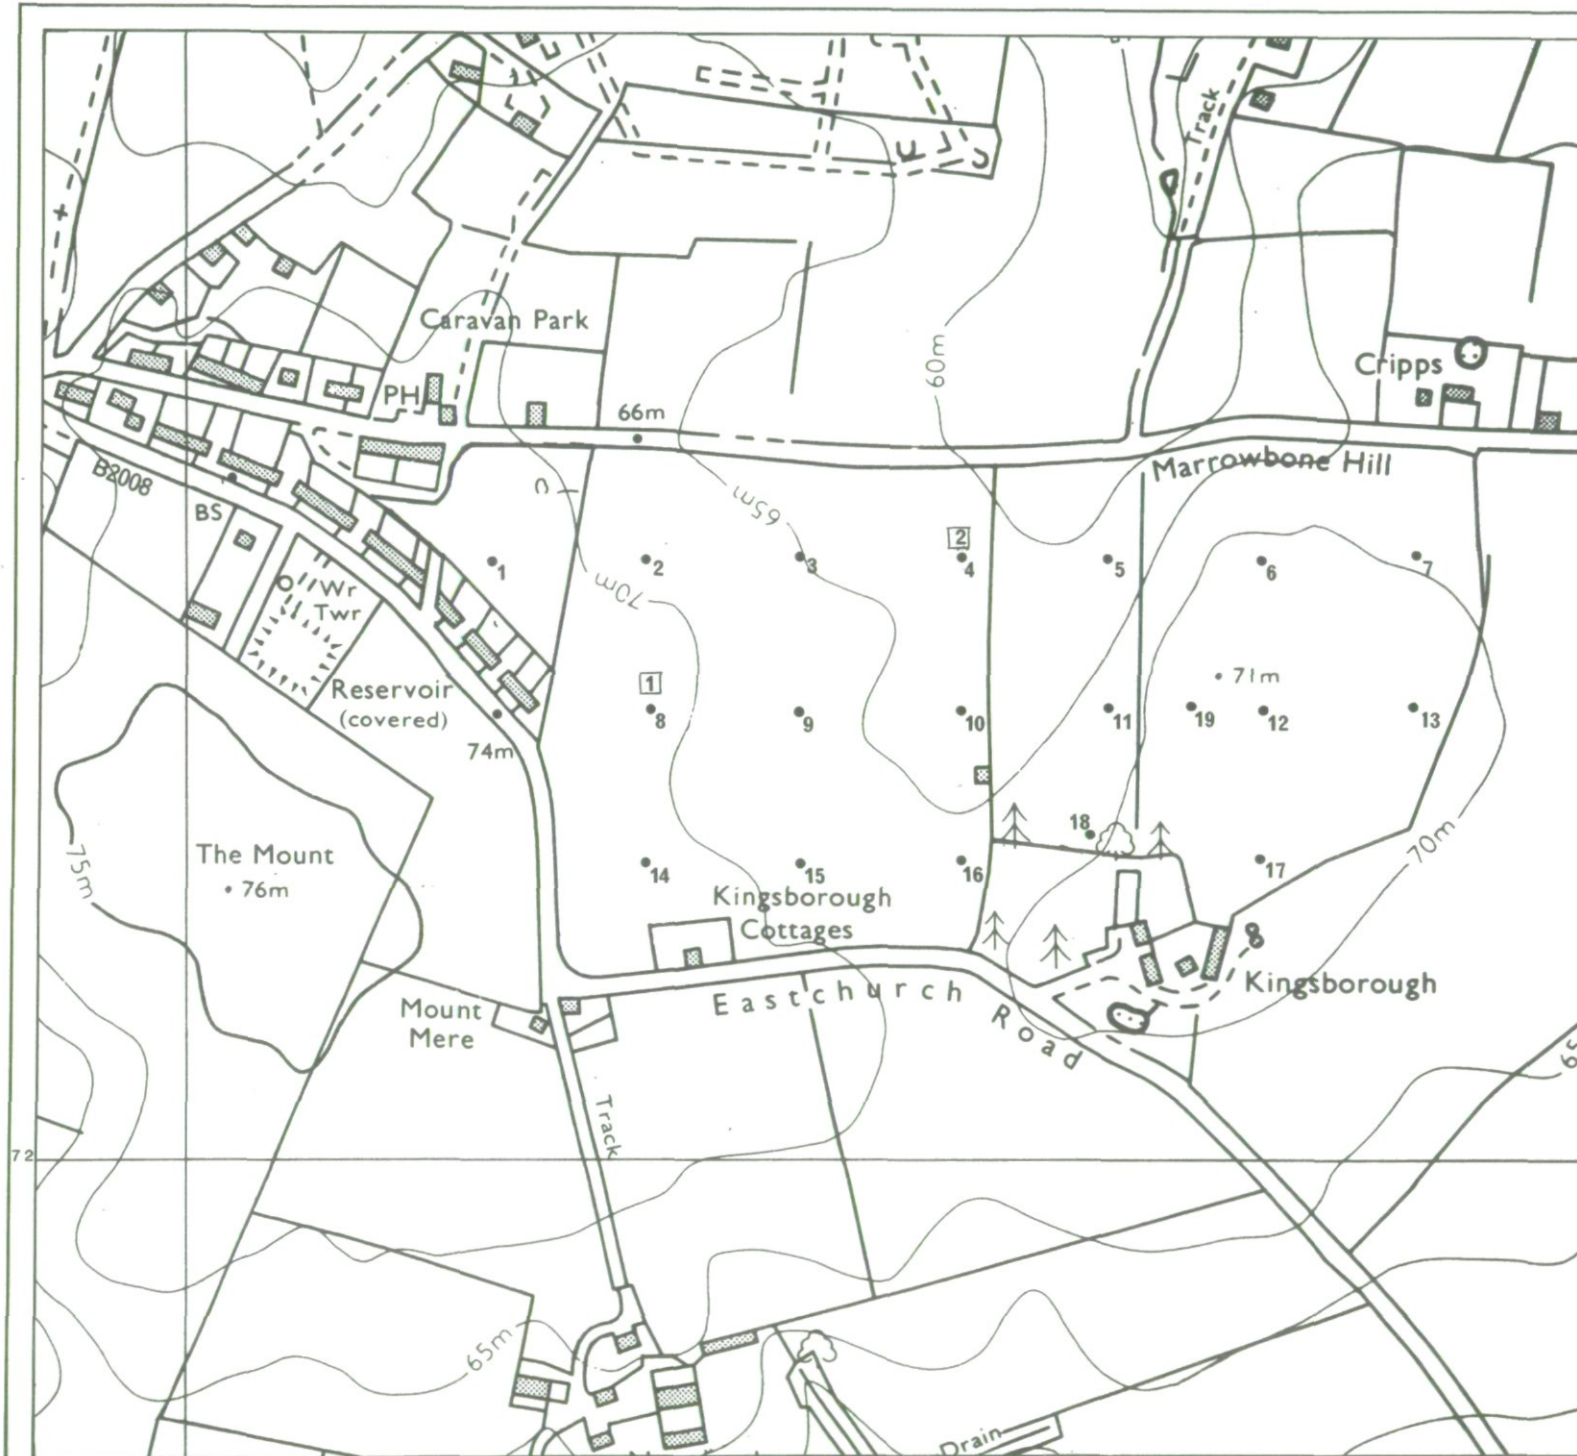 Track
Caravan Park
60m
Cripps
PH
66m
Marrowbone Hill
B2008
BS
65m
2
1
2
3
4
5
6
7
70m
Wr
Twr
1
71m
Reservoir
(covered)
8
9
10
11
19
12
13
74m
18
75m
The Mount
76m
70m
14
15
16
17
Kingsborough
Cottages
Mount
Mere
Eastchurch Road
Kingsborough
65
Track
72
65m
Drain